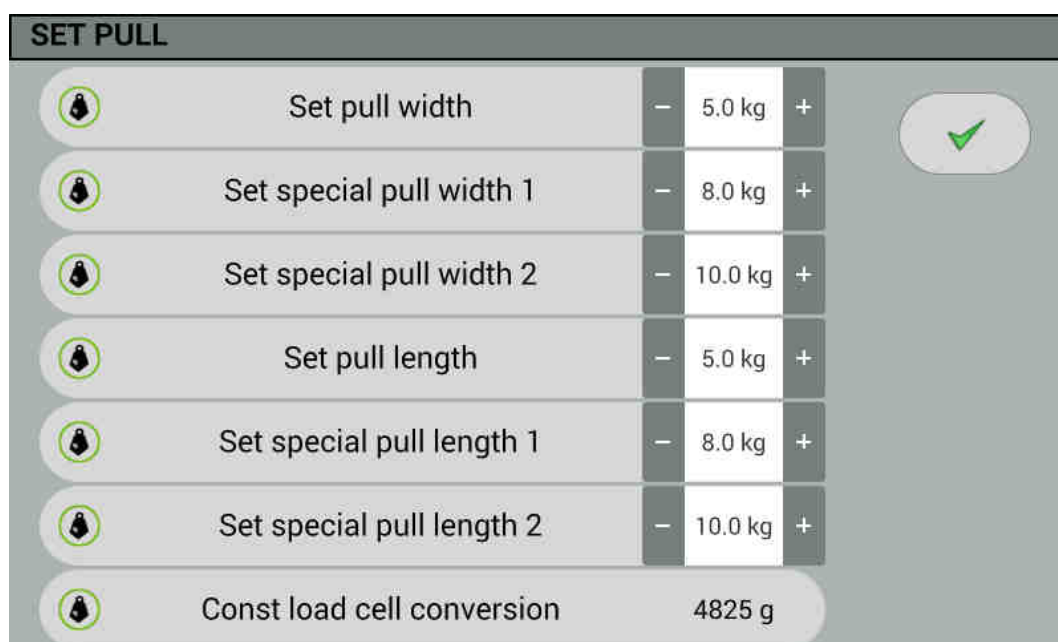 SET PULL
Set pull width − 5.0 kg +
Set special pull width 1 − 8.0 kg +
Set special pull width 2 − 10.0 kg +
Set pull length − 5.0 kg +
Set special pull length 1 − 8.0 kg +
Set special pull length 2 − 10.0 kg +
Const load cell conversion 4825 g